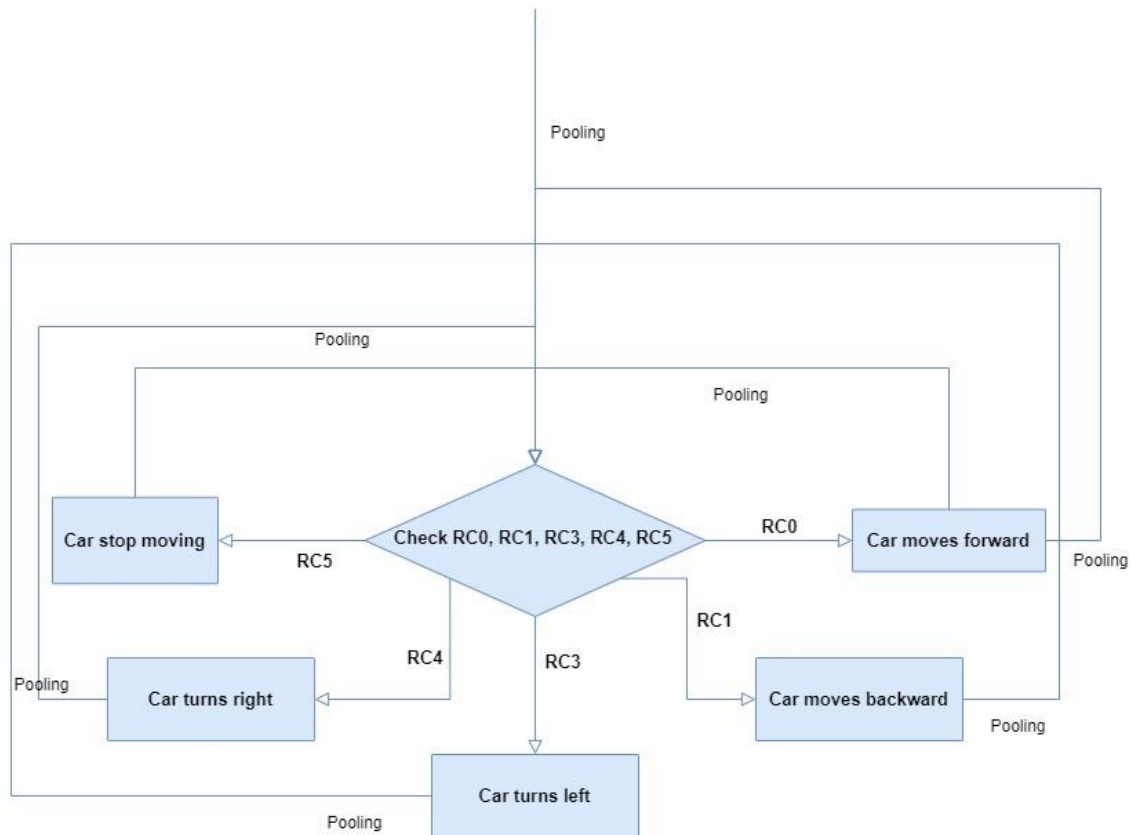 Pooling
Pooling
Pooling
Car stop moving
Check RC0, RC1, RC3, RC4, RC5
RC0
Car moves forward
RC5
Pooling
RC1
RC4
RC3
Pooling
Car turns right
Car moves backward
Pooling
Car turns left
Pooling